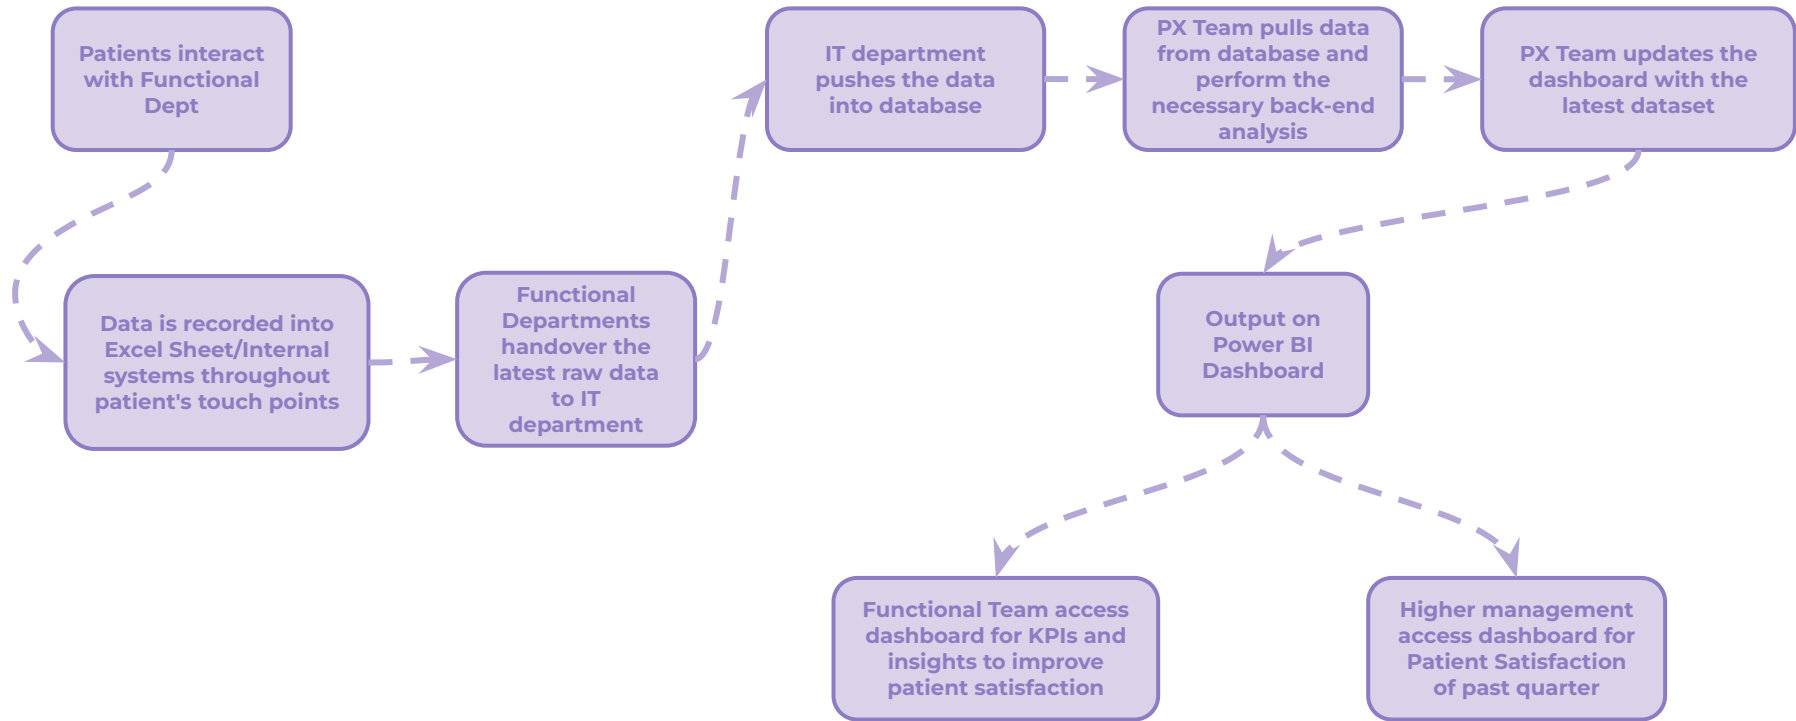 Patients interact
with Functional
Dept
Data is recorded into
Excel Sheet/Internal
systems throughout
patient's touch points
Functional
Departments
handover the
latest raw data
to IT
department
IT department
pushes the data
into database
PX Team pulls data
from database and
perform the
necessary back-end
analysis
PX Team updates the
dashboard with the
latest dataset
Output on
Power BI
Dashboard
Functional Team access
dashboard for KPIs and
insights to improve
patient satisfaction
Higher management
access dashboard for
Patient Satisfaction
of past quarter